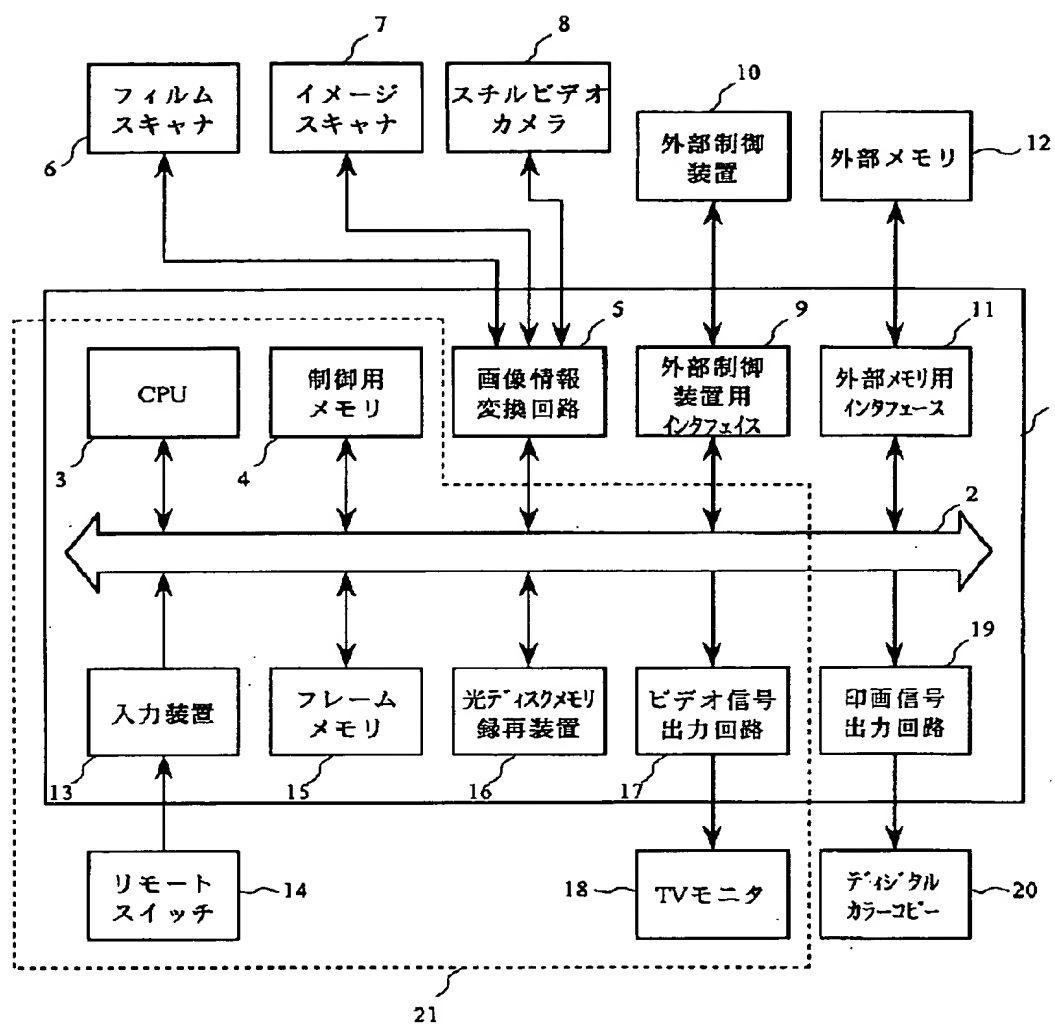 7
8
フィルム
スキャナ
6
イメージ
スキャナ
スチルビデオ
カメラ
10
外部制御
装置
外部メモリ
12
CPU
3
制御用
メモリ
4
5
画像情報
変換回路
9
外部制御
装置用
インタフェイス
11
外部メモリ用
インタフェース
2
入力装置
13
フレーム
メモリ
15
光ディスクメモリ
録再装置
16
ビデオ信号
出力回路
17
19
印画信号
出力回路
リモート
スイッチ
14
18
TVモニタ
ディジタル
カラーコピー
20
21